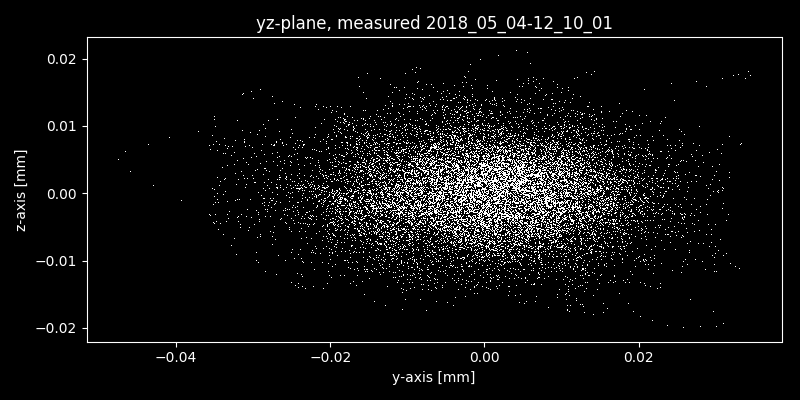 yz-plane, measured 2018_05_04-12_10_01
0.02
0.01
0.00
−0.01
−0.02
z-axis [mm]
−0.04 −0.02 0.00 0.02
y-axis [mm]